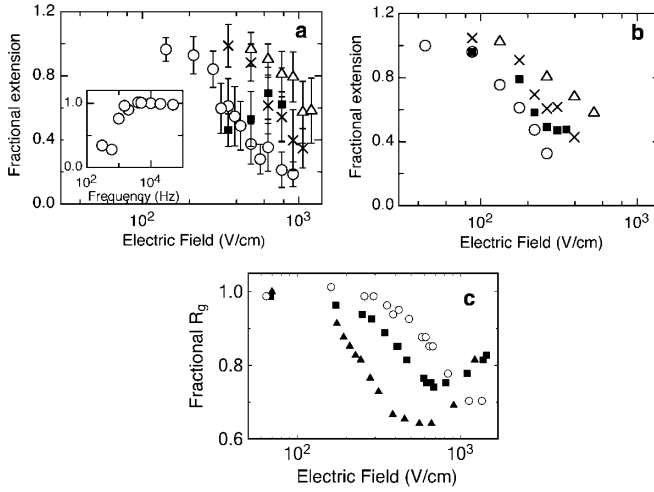 a
1.2
0.8
0.4
0.0
Fractional extension
1.0
0.0
10²
10⁴
Frequency (Hz)
10²
10³
Electric Field (V/cm)
b
1.2
0.8
0.4
0.0
Fractional extension
10²
10³
Electric Field (V/cm)
c
1.0
0.8
0.6
Fractional Rg
10²
10³
Electric Field (V/cm)